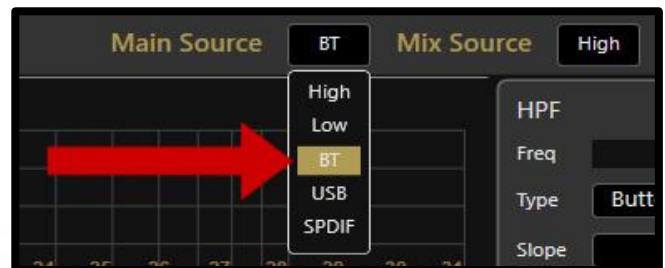 Main Source BT Mix Source High
High
Low
BT
USB
SPDIF
HPF
Freq
Type Butt
Slope